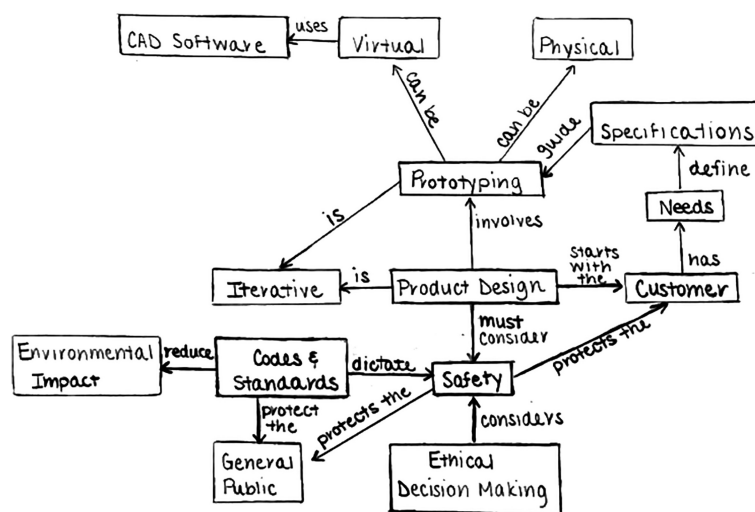 CAD Software
uses
Virtual
Physical
can be
can be
guide
Specifications
define
Prototyping
Needs
is
involves
has
starts
with the
Iterative
is
Product Design
Customer
must
consider
protects the
Environmental
Impact
reduce
Codes &
Standards
dictate
Safety
protect
the
protects the
considers
General
Public
Ethical
Decision Making